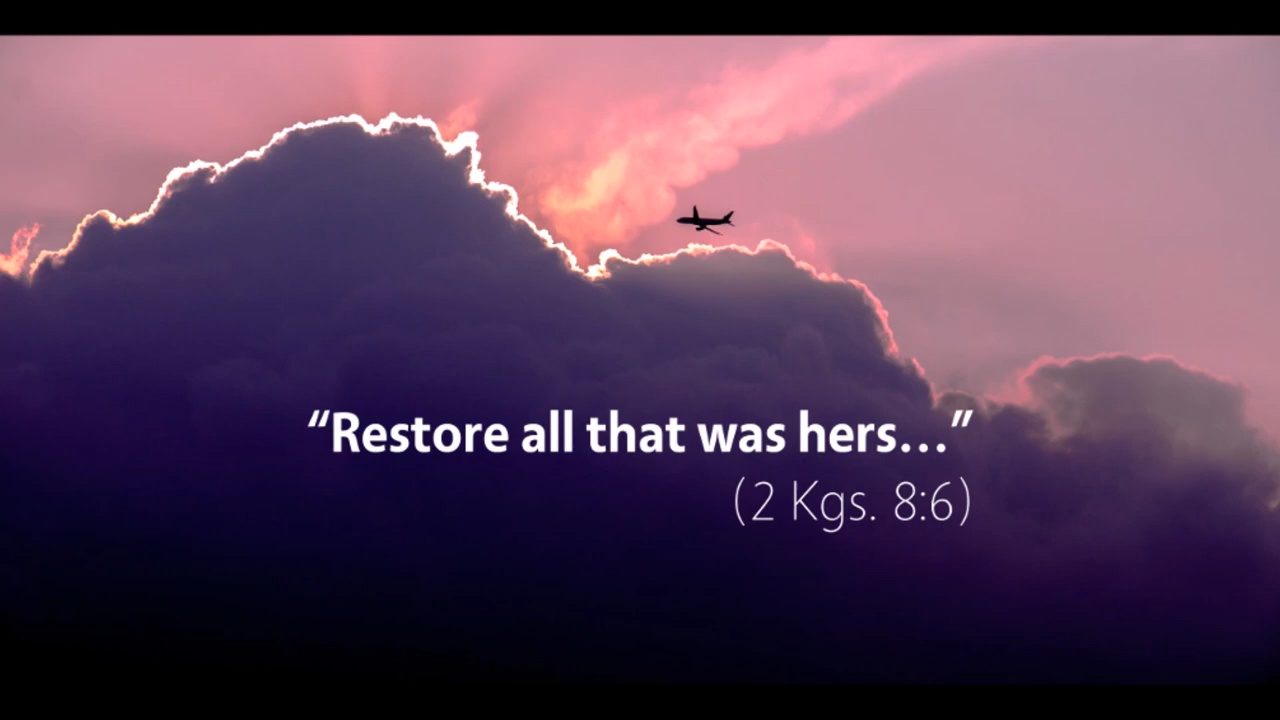 “Restore all that was hers…”
(2 Kgs. 8:6)